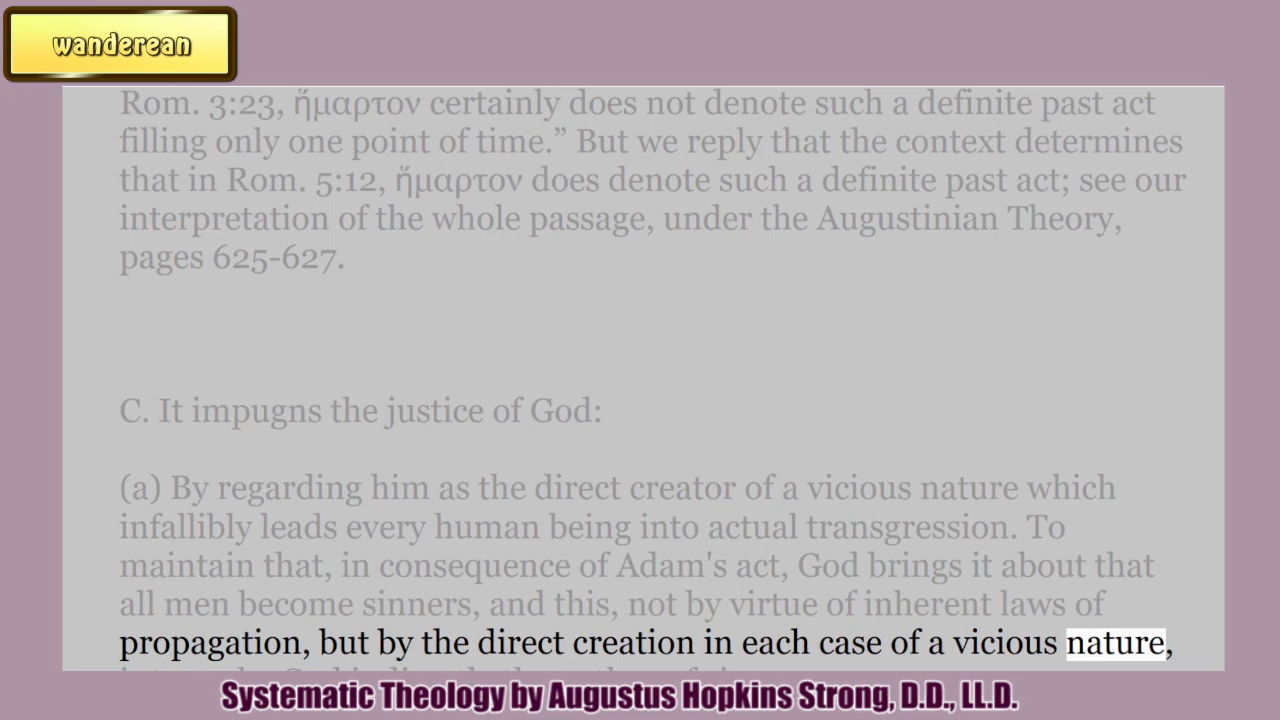 wanderean
Rom. 3:23, ἥμαρτον certainly does not denote such a definite past act
filling only one point of time.” But we reply that the context determines
that in Rom. 5:12, ἥμαρτον does denote such a definite past act; see our
interpretation of the whole passage, under the Augustinian Theory,
pages 625-627.
C. It impugns the justice of God:
(a) By regarding him as the direct creator of a vicious nature which
infallibly leads every human being into actual transgression. To
maintain that, in consequence of Adam's act, God brings it about that
all men become sinners, and this, not by virtue of inherent laws of
propagation, but by the direct creation in each case of a vicious nature,
Systematic Theology by Augustus Hopkins Strong, D.D., LL.D.